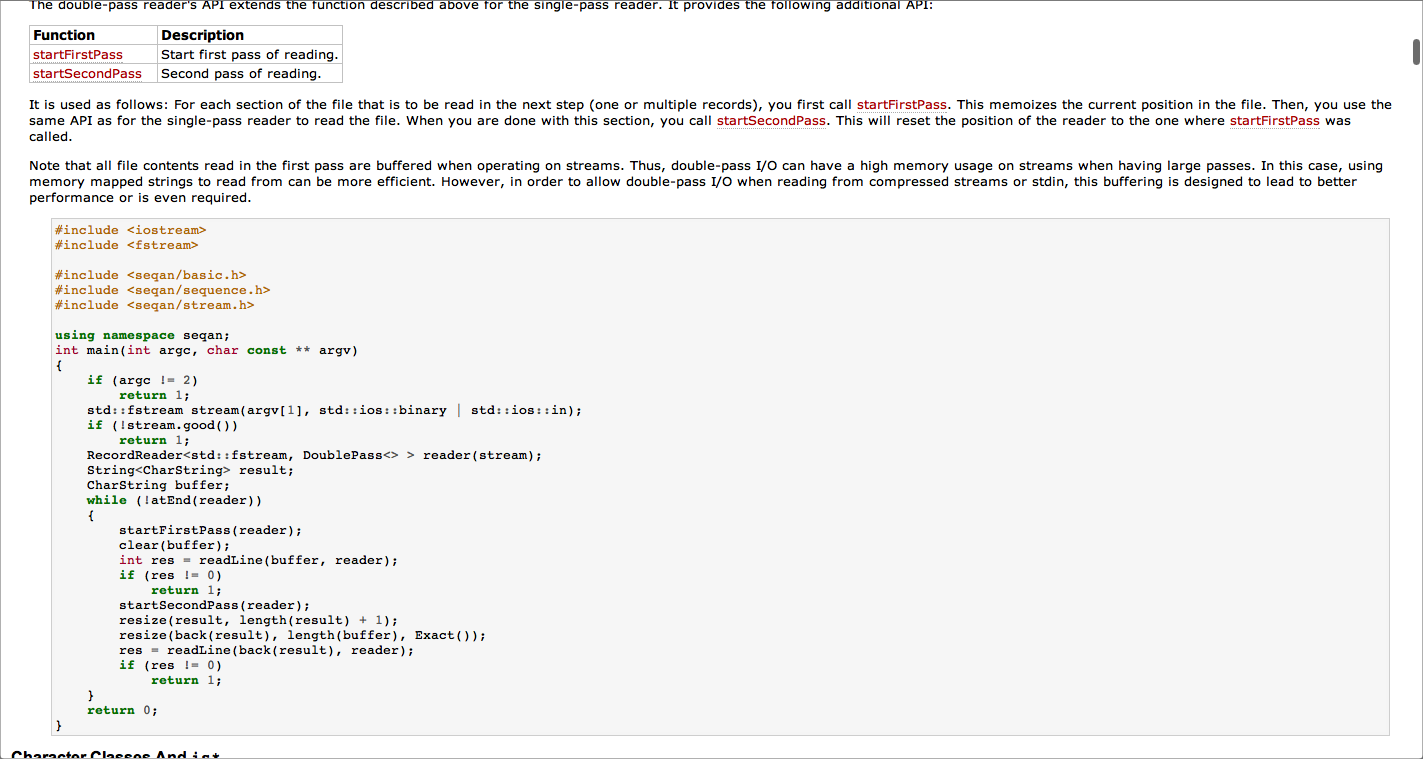 The double-pass reader's API extends the function described above for the single-pass reader. It provides the following additional API:
Function Description
startFirstPass Start first pass of reading.
startSecondPass Second pass of reading.
It is used as follows: For each section of the file that is to be read in the next step (one or multiple records), you first call startFirstPass. This memoizes the current position in the file. Then, you use the
same API as for the single-pass reader to read the file. When you are done with this section, you call startSecondPass. This will reset the position of the reader to the one where startFirstPass was
called.
Note that all file contents read in the first pass are buffered when operating on streams. Thus, double-pass I/O can have a high memory usage on streams when having large passes. In this case, using
memory mapped strings to read from can be more efficient. However, in order to allow double-pass I/O when reading from compressed streams or stdin, this buffering is designed to lead to better
performance or is even required.
#include <iostream>
#include <fstream>
#include <seqan/basic.h>
#include <seqan/sequence.h>
#include <seqan/stream.h>
using namespace seqan;
int main(int argc, char const ** argv)
{
    if (argc != 2)
        return 1;
    std::fstream stream(argv[1], std::ios::binary | std::ios::in);
    if (!stream.good())
        return 1;
    RecordReader<std::fstream, DoublePass<> > reader(stream);
    String<CharString> result;
    CharString buffer;
    while (!atEnd(reader))
    {
        startFirstPass(reader);
        clear(buffer);
        int res = readLine(buffer, reader);
        if (res != 0)
            return 1;
        startSecondPass(reader);
        resize(result, length(result) + 1);
        resize(back(result), length(buffer), Exact());
        res = readLine(back(result), reader);
        if (res != 0)
            return 1;
    }
    return 0;
}
Character Classes And is*